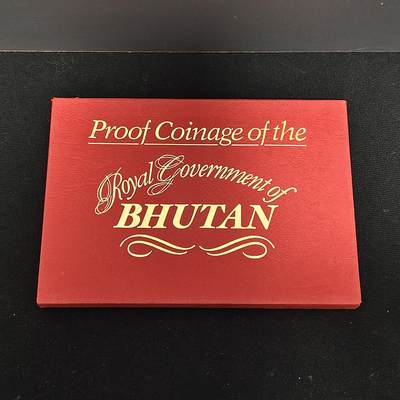 Proof Coinage of the
Royal Government of
BHUTAN